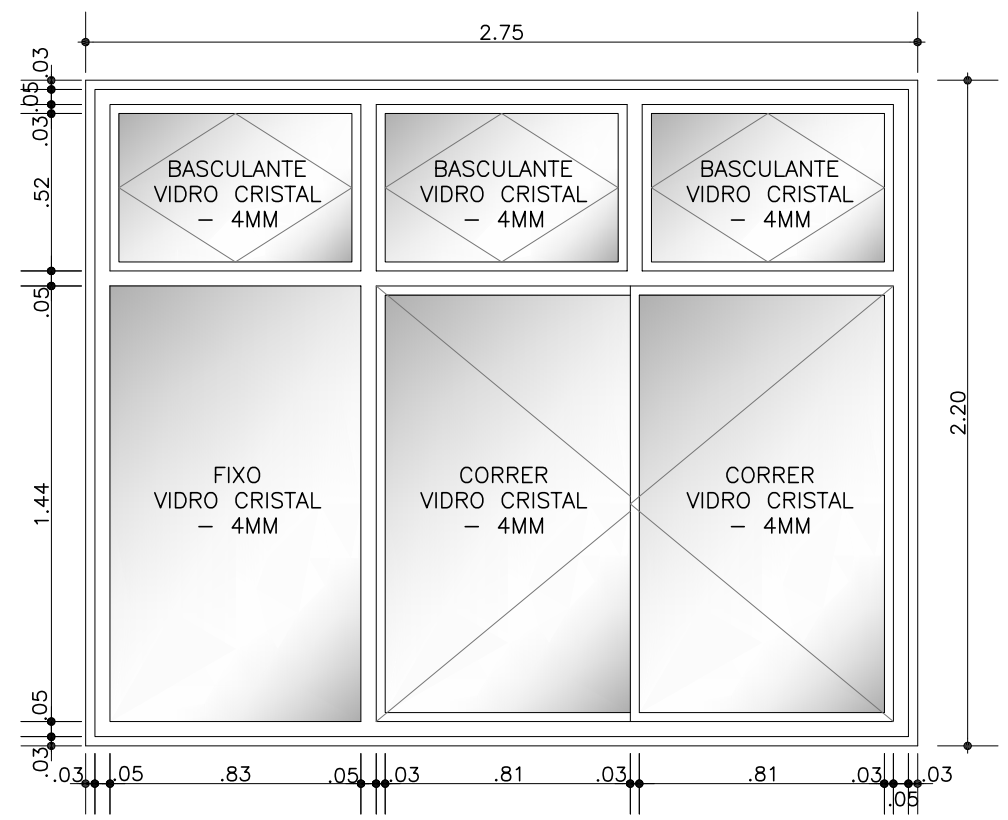 2.75
.03
.05
.03
.52
.05
1.44
.05
.03
BASCULANTE
VIDRO CRISTAL
- 4MM
BASCULANTE
VIDRO CRISTAL
- 4MM
BASCULANTE
VIDRO CRISTAL
- 4MM
FIXO
VIDRO CRISTAL
- 4MM
CORRER
VIDRO CRISTAL
- 4MM
CORRER
VIDRO CRISTAL
- 4MM
2.20
.03 .05 .83 .05 .03 .81 .03 .81 .03 .05 .03